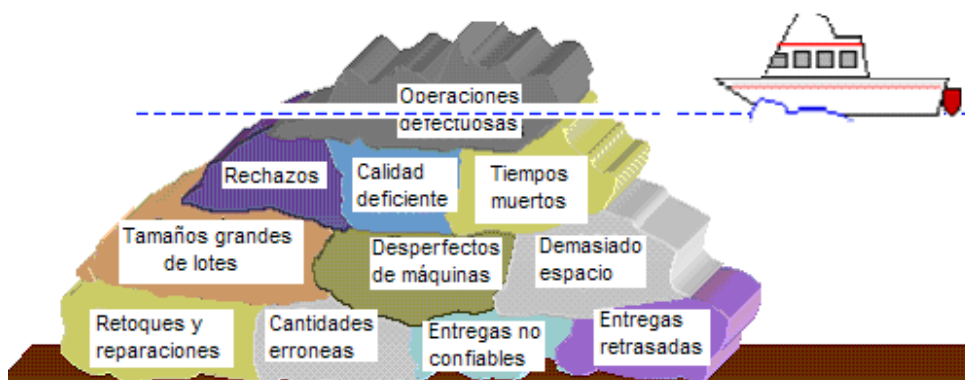 Operaciones
defectuosas
Rechazos
Calidad
deficiente
Tiempos
muertos
Tamaños grandes
de lotes
Desperfectos
de máquinas
Demasiado
espacio
Retoques y
reparaciones
Cantidades
erroneas
Entregas no
confiables
Entregas
retrasadas